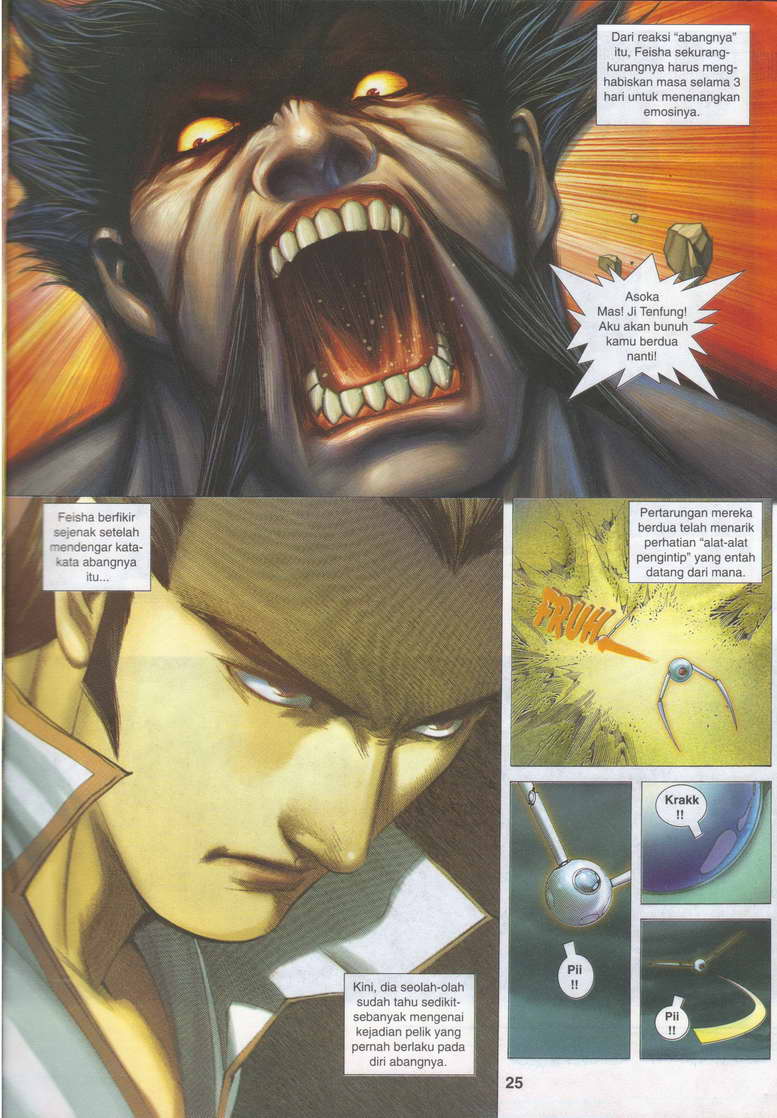 Dari reaksi “abangnya”
itu, Feisha sekurang-
kurangnya harus meng-
habiskan masa selama 3
hari untuk menenangkan
emosinya.
Asoka
Mas! Ji Tenfung!
Aku akan bunuh
kamu berdua
nanti!
Feisha berfikir
sejenak setelah
mendengar kata-
kata abangnya
itu...
Kini, dia seolah-olah
sudah tahu sedikit-
sebanyak mengenai
kejadian pelik yang
pernah berlaku pada
diri abangnya.
Pertarungan mereka
berdua telah menarik
perhatian “alat-alat
pengintip” yang entah
datang dari mana.
FRUH..
Pii
!!
Krakk
!!
Pii
!!
25